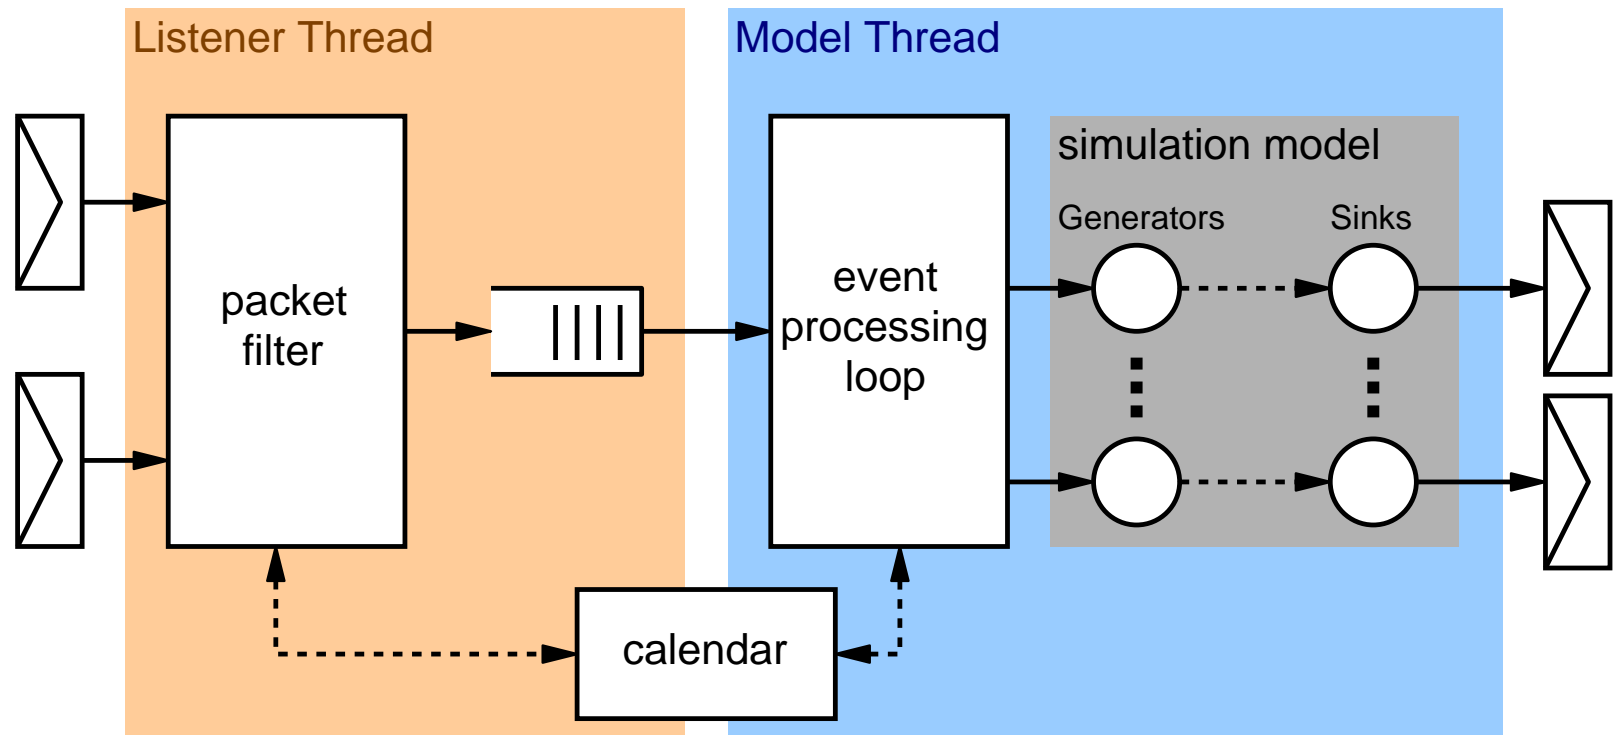 Listener Thread
Model Thread
simulation model
Generators
Sinks
packet
filter
event
processing
loop
calendar